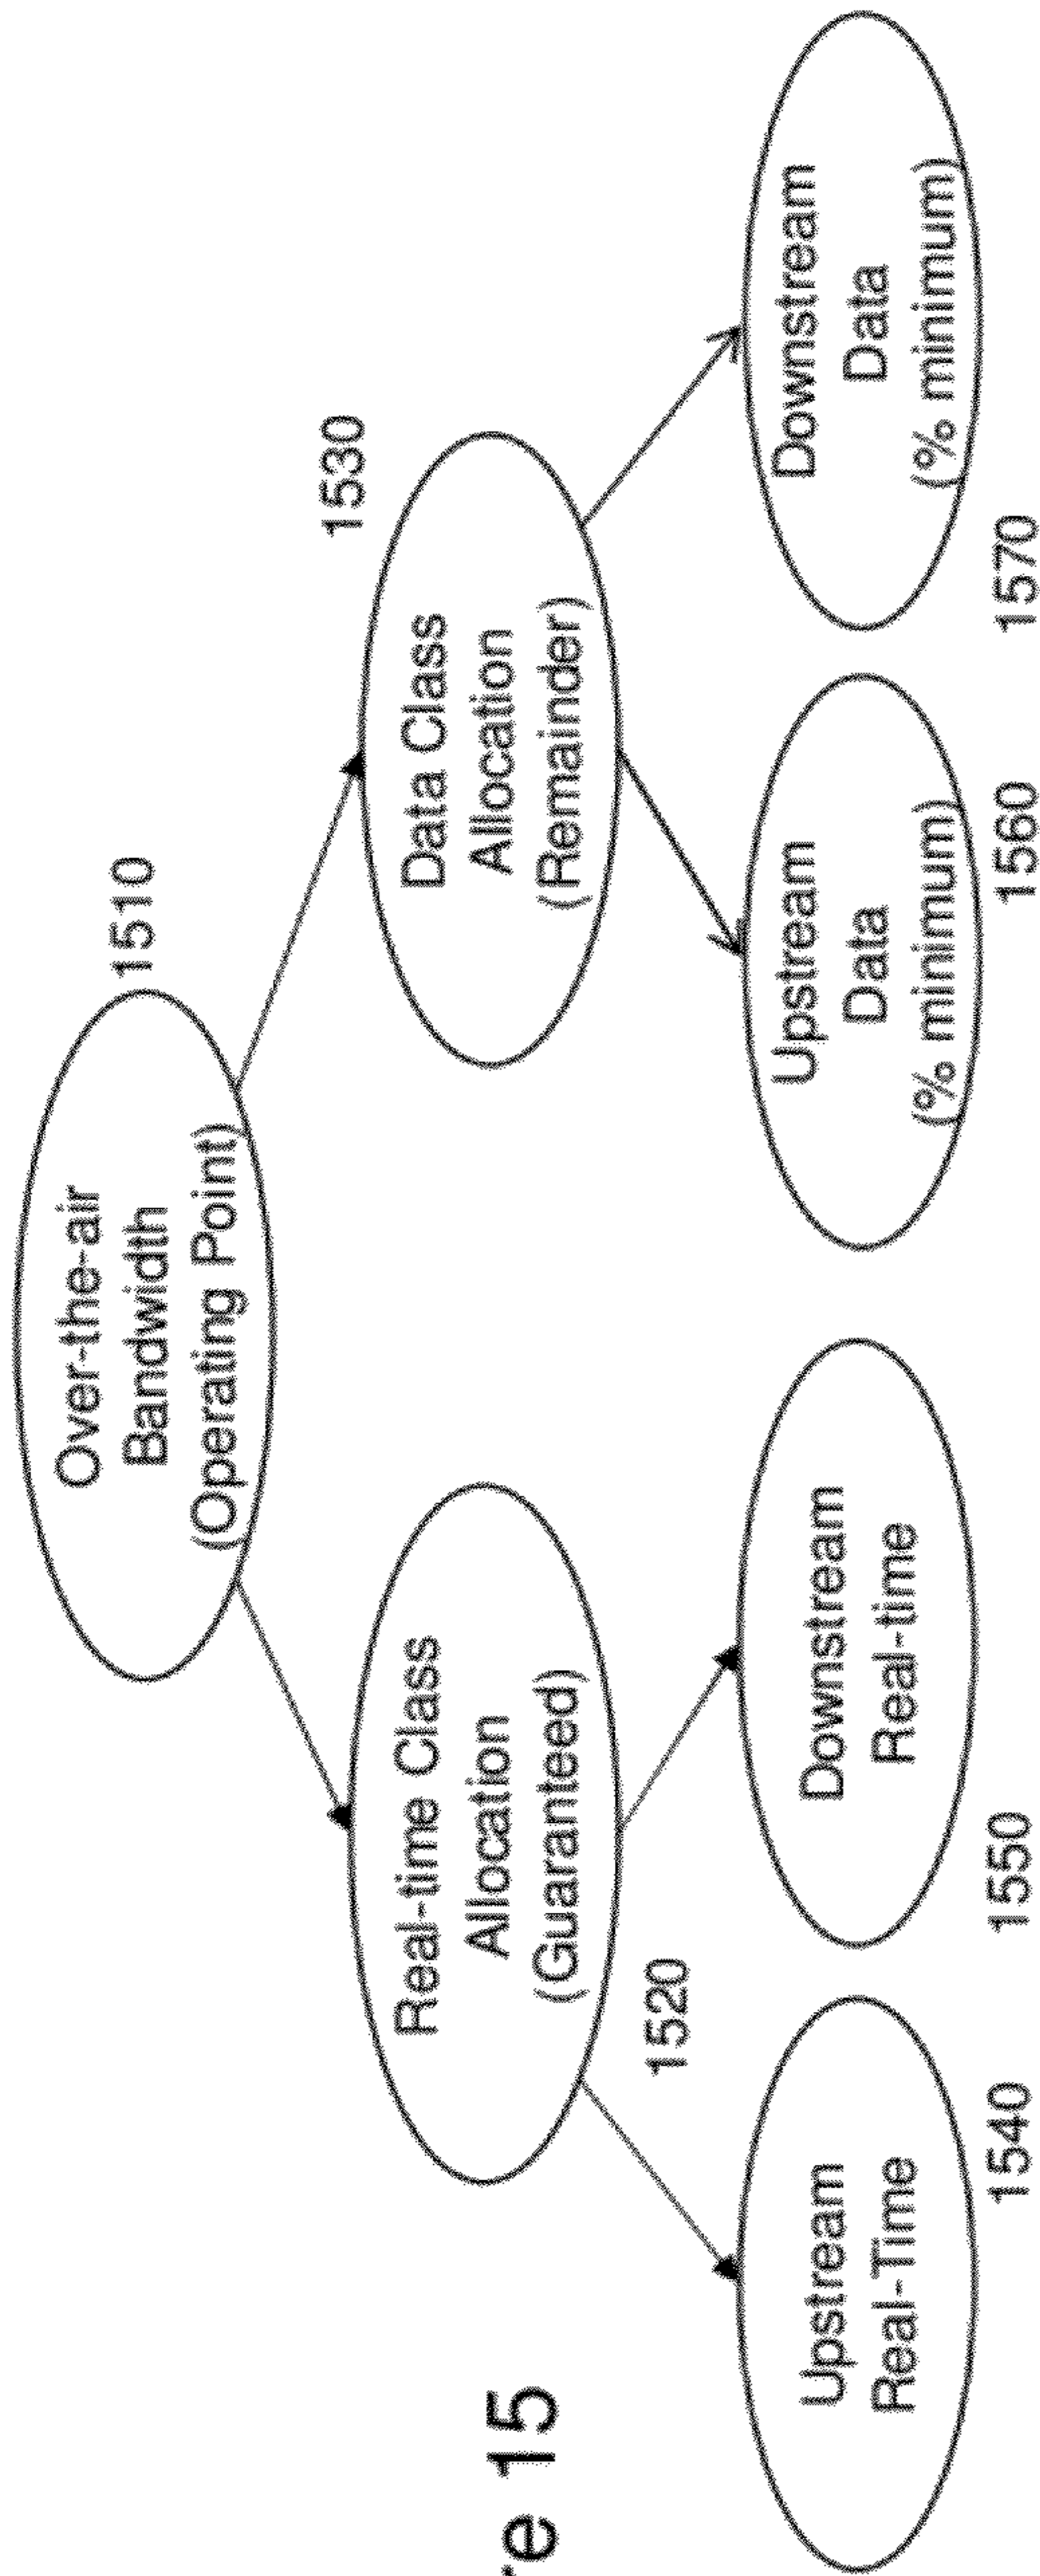 Over-the-air
Bandwidth
(Operating Point)
1510
Real-time Class
Allocation
(Guaranteed)
1520
Data Class
Allocation
(Remainder)
1530
Upstream
Real-Time
1540
Downstream
Real-time
1550
Upstream
Data
(% minimum)
1560
Downstream
Data
(% minimum)
1570
re 15